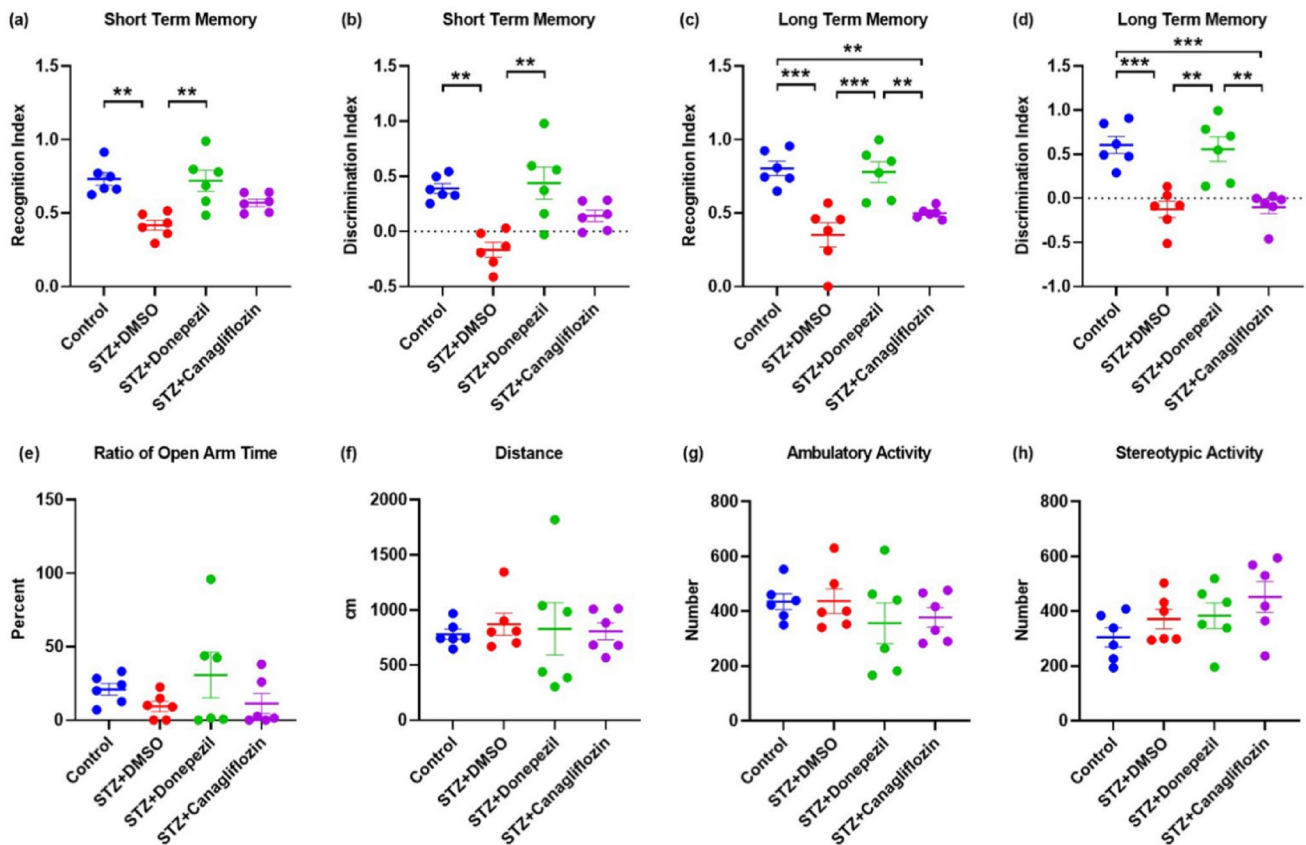 (a) Short Term Memory
Recognition Index
1.5
1.0
0.5
0.0
**
**
Control
STZ+DMSO
STZ+Donepezil
STZ+Canagliflozin
(b) Short Term Memory
Discrimination Index
1.5
1.0
0.5
0.0
-0.5
**
**
Control
STZ+DMSO
STZ+Donepezil
STZ+Canagliflozin
(c) Long Term Memory
Recognition Index
1.5
1.0
0.5
0.0
**
***
***
**
Control
STZ+DMSO
STZ+Donepezil
STZ+Canagliflozin
(d) Long Term Memory
Discrimination Index
1.5
1.0
0.5
0.0
-0.5
-1.0
***
***
**
**
Control
STZ+DMSO
STZ+Donepezil
STZ+Canagliflozin
(e) Ratio of Open Arm Time
Percent
150
100
50
0
Control
STZ+DMSO
STZ+Donepezil
STZ+Canagliflozin
(f) Distance
cm
2000
1500
1000
500
0
Control
STZ+DMSO
STZ+Donepezil
STZ+Canagliflozin
(g) Ambulatory Activity
Number
800
600
400
200
0
Control
STZ+DMSO
STZ+Donepezil
STZ+Canagliflozin
(h) Stereotypic Activity
Number
800
600
400
200
0
Control
STZ+DMSO
STZ+Donepezil
STZ+Canagliflozin